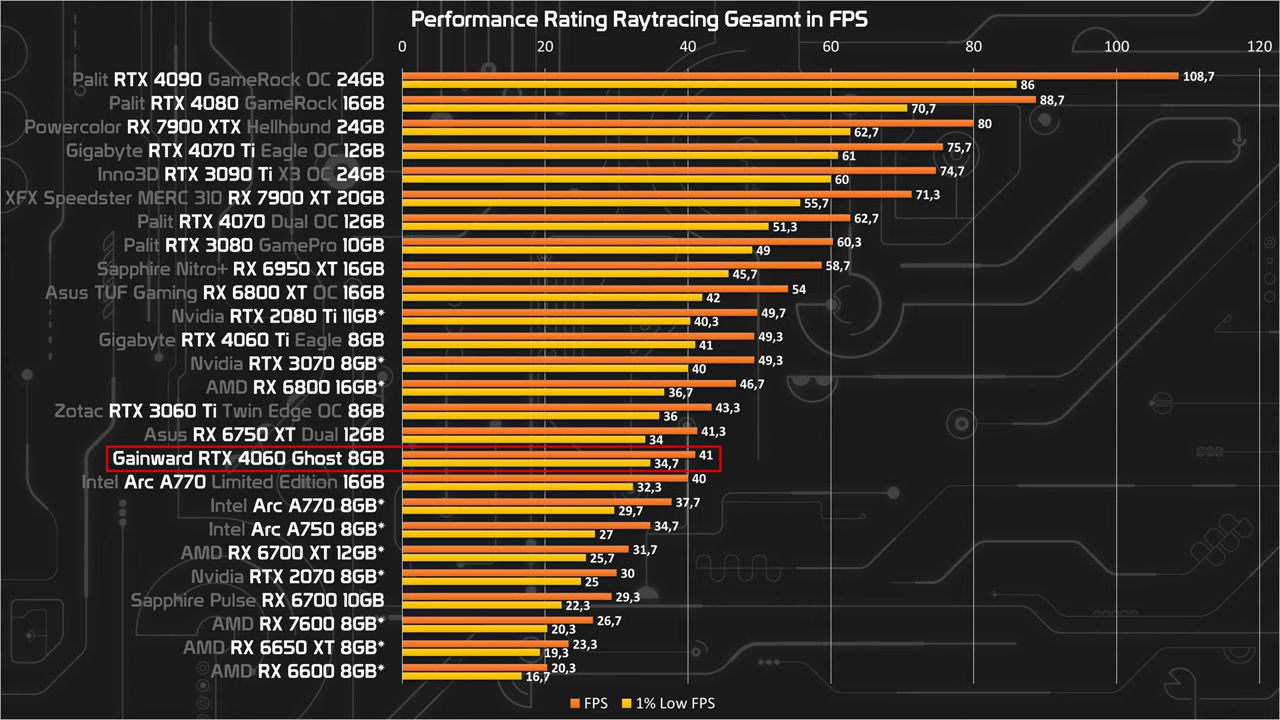 Performance Rating Raytracing Gesamt in FPS
0 20 40 60 80 100 120
Palit RTX 4090 GameRock OC 24GB 108,7 86
Palit RTX 4080 GameRock 16GB 88,7 70,7
Powercolor RX 7900 XTX Hellhound 24GB 80 62,7
Gigabyte RTX 4070 Ti Eagle OC 12GB 75,7 61
Inno3D RTX 3090 Ti X3 OC 24GB 74,7 60
XFX Speedster MERC 310 RX 7900 XT 20GB 71,3 55,7
Palit RTX 4070 Dual OC 12GB 62,7 51,3
Palit RTX 3080 GamePro 10GB 60,3 49
Sapphire Nitro+ RX 6950 XT 16GB 58,7 45,7
Asus TUF Gaming RX 6800 XT OC 16GB 54 42
Nvidia RTX 2080 Ti 11GB* 49,7 40,3
Gigabyte RTX 4060 Ti Eagle 8GB 49,3 41
Nvidia RTX 3070 8GB* 49,3 40
AMD RX 6800 16GB* 46,7 36,7
Zotac RTX 3060 Ti Twin Edge OC 8GB 43,3 36
Asus RX 6750 XT Dual 12GB 41,3 34
Gainward RTX 4060 Ghost 8GB 41 34,7
Intel Arc A770 Limited Edition 16GB 40 32,3
Intel Arc A770 8GB* 37,7 29,7
Intel Arc A750 8GB* 34,7 27
AMD RX 6700 XT 12GB* 31,7 25,7
Nvidia RTX 2070 8GB* 30 25
Sapphire Pulse RX 6700 10GB 29,3 22,3
AMD RX 7600 8GB* 26,7 20,3
AMD RX 6650 XT 8GB* 23,3 19,3
AMD RX 6600 8GB* 20,3 16,7
FPS 1% Low FPS